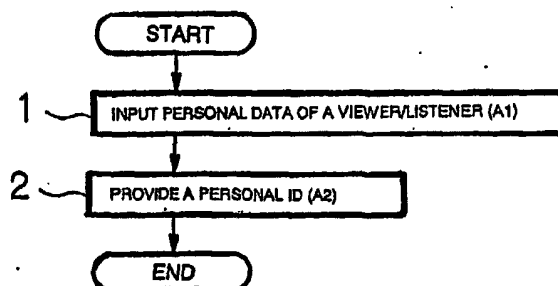 START
1 INPUT PERSONAL DATA OF A VIEWER/LISTENER (A1)
2 PROVIDE A PERSONAL ID (A2)
END